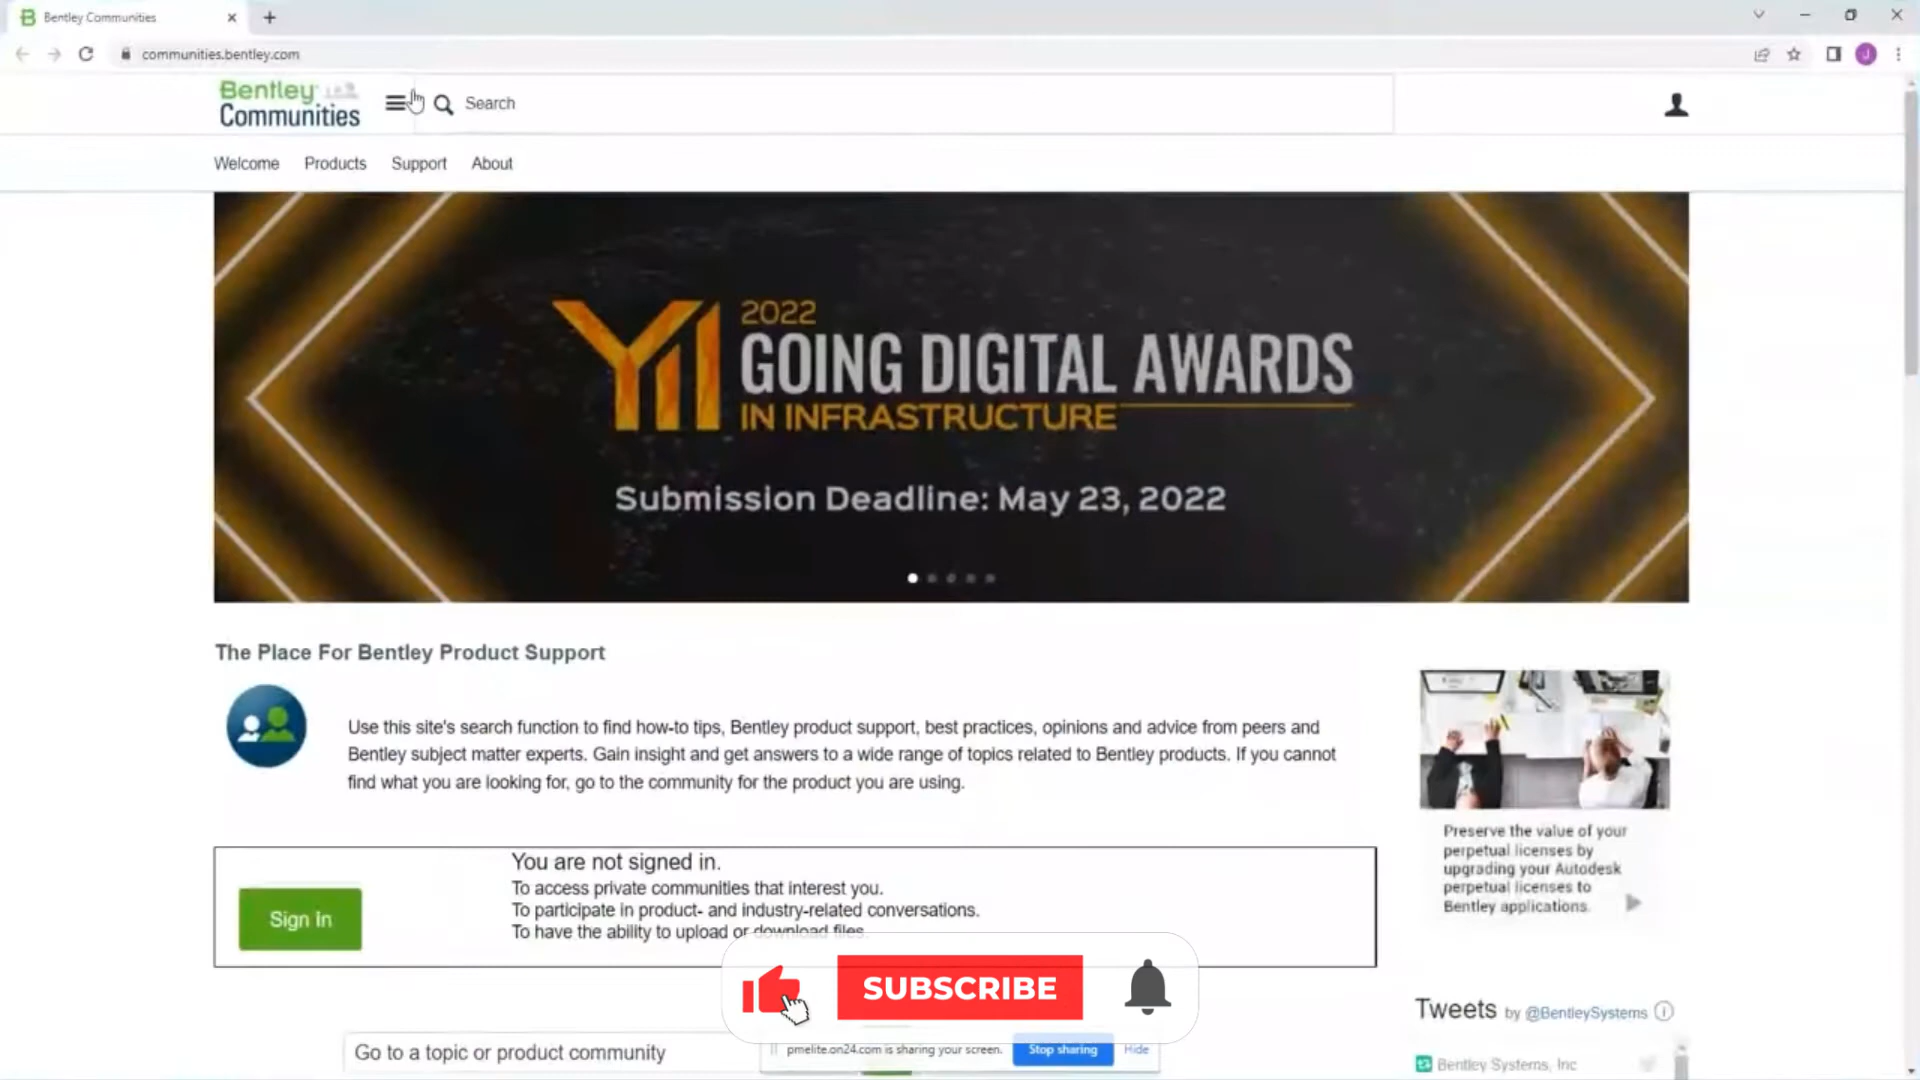 Bentley Communities
communities.bentley.com
J
Bentley
Communities
Search
Welcome Products Support About
2022
GOING DIGITAL AWARDS
IN INFRASTRUCTURE
Submission Deadline: May 23, 2022
The Place For Bentley Product Support
Use this site's search function to find how-to tips, Bentley product support, best practices, opinions and advice from peers and
Bentley subject matter experts. Gain insight and get answers to a wide range of topics related to Bentley products. If you cannot
find what you are looking for, go to the community for the product you are using.
Preserve the value of your
perpetual licenses by
upgrading your Autodesk
perpetual licenses to
Bentley applications.
You are not signed in.
To access private communities that interest you.
To participate in product- and industry-related conversations.
To have the ability to upload or download files.
Sign In
SUBSCRIBE
Tweets by @BentleySystems
Go to a topic or product community
pmelite.on24.com is sharing your screen. Stop sharing Hide
Bentley Systems, Inc